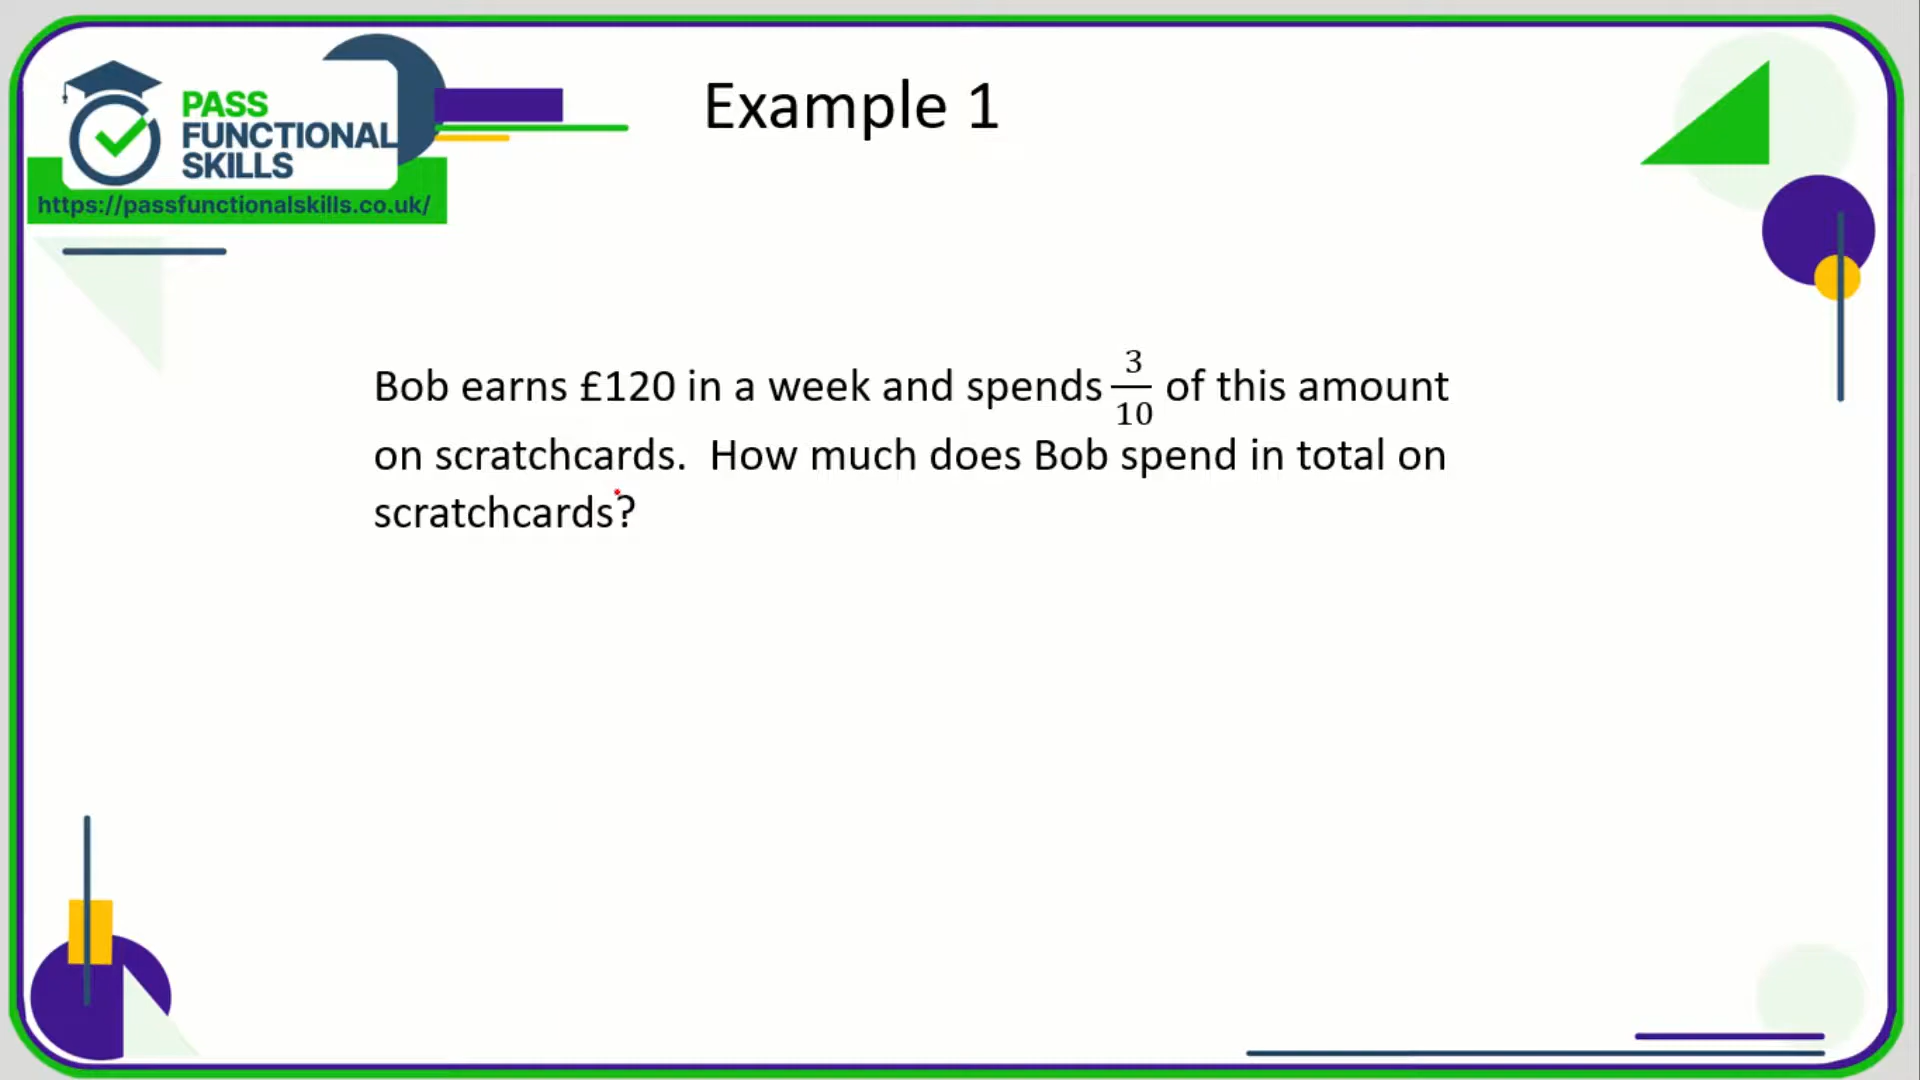 PASS
FUNCTIONAL
SKILLS
https://passfunctionalskills.co.uk/
Example 1
Bob earns £120 in a week and spends 3/10 of this amount
on scratchcards.  How much does Bob spend in total on
scratchcards?